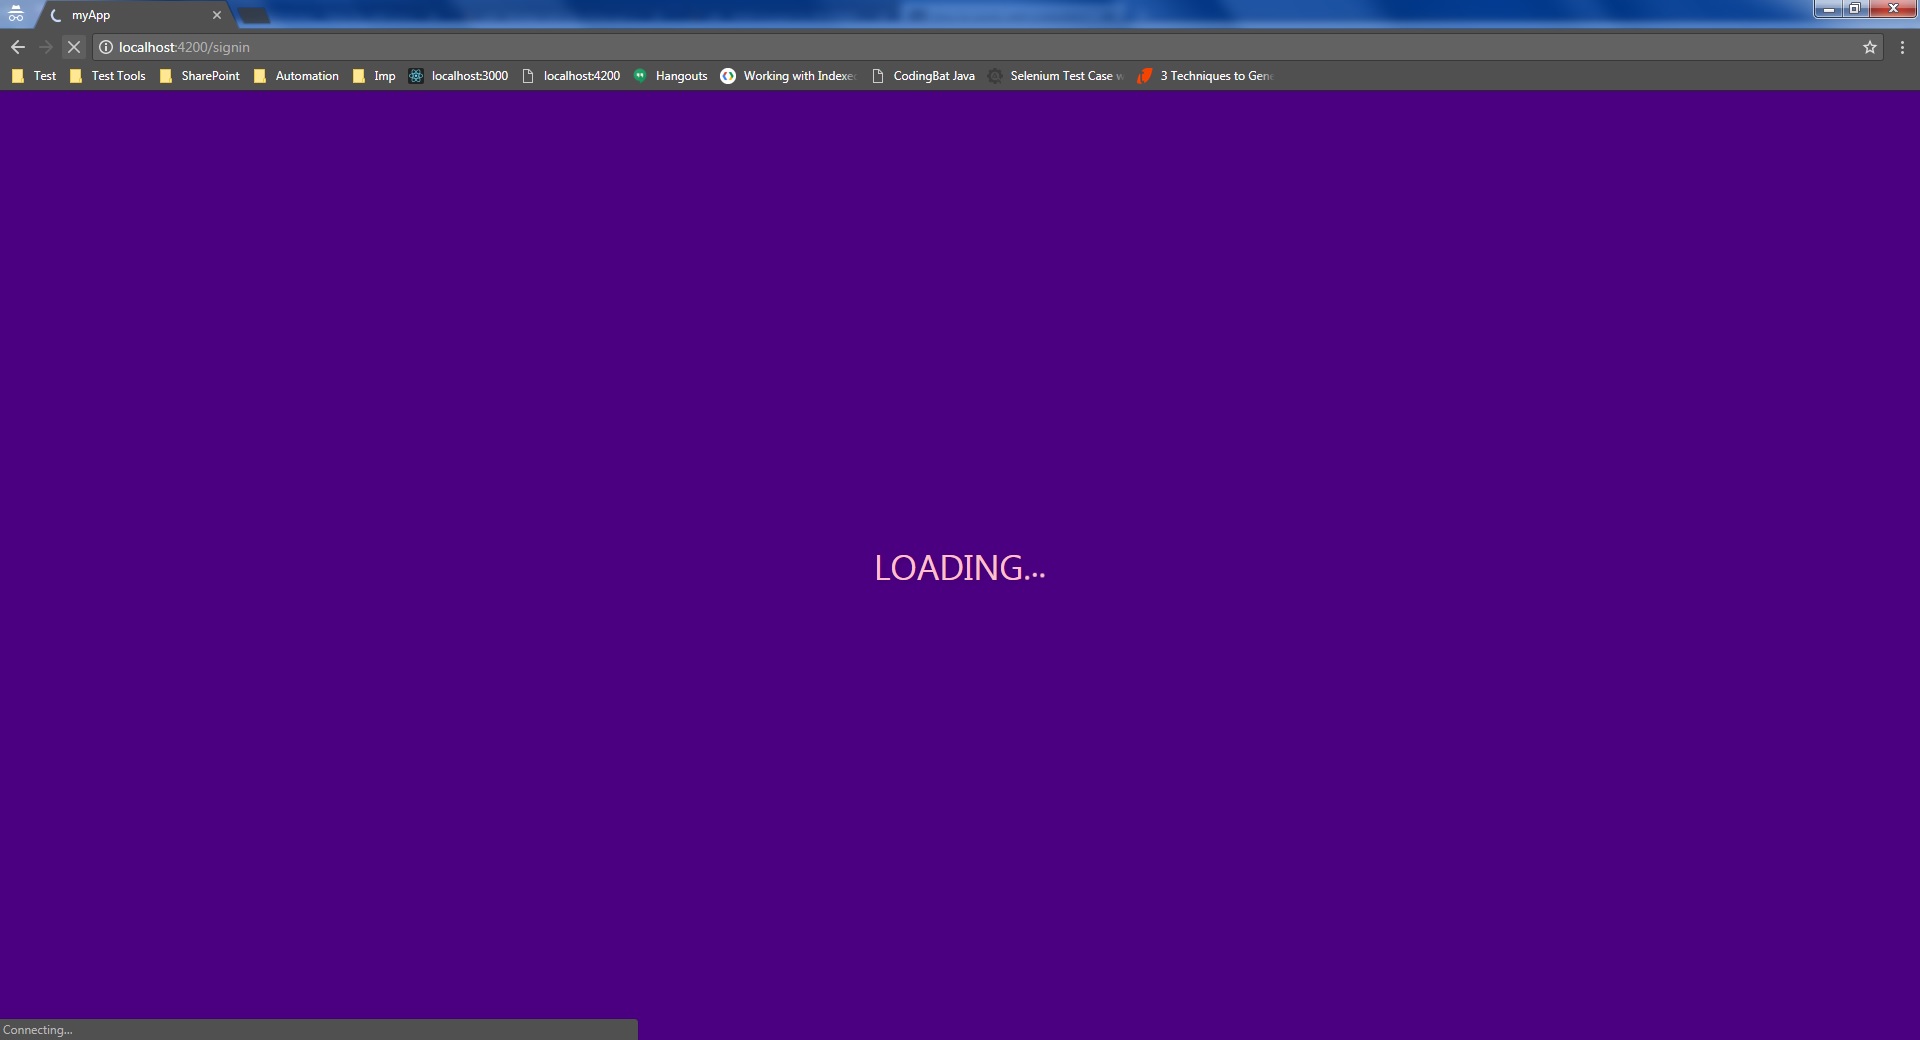 myApp
localhost:4200/signin
Test Test Tools SharePoint Automation Imp localhost:3000 localhost:4200 Hangouts Working with Indexe CodingBat Java Selenium Test Case 3 Techniques to Gen
LOADING...
Connecting...